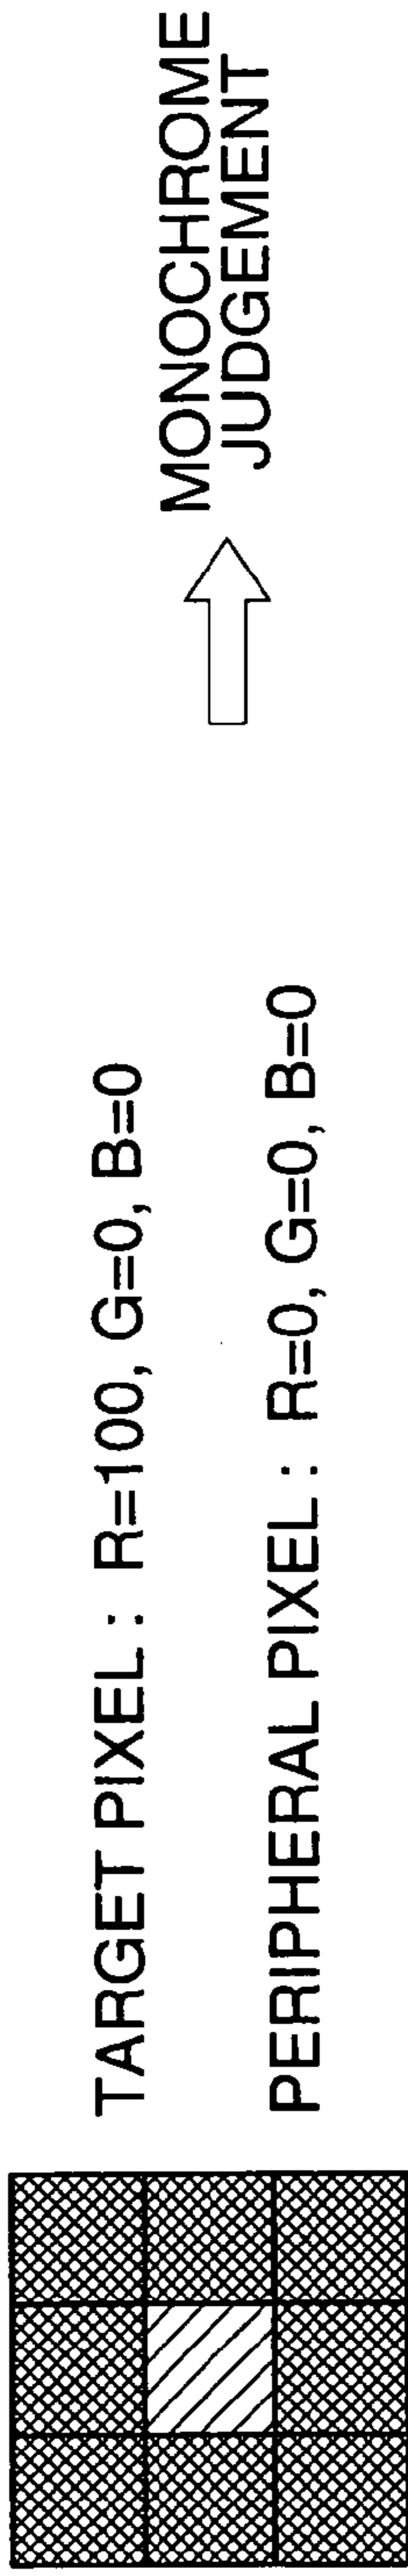 TARGET PIXEL : R=100, G=0, B=0
PERIPHERAL PIXEL : R=0, G=0, B=0
MONOCHROME
JUDGEMENT